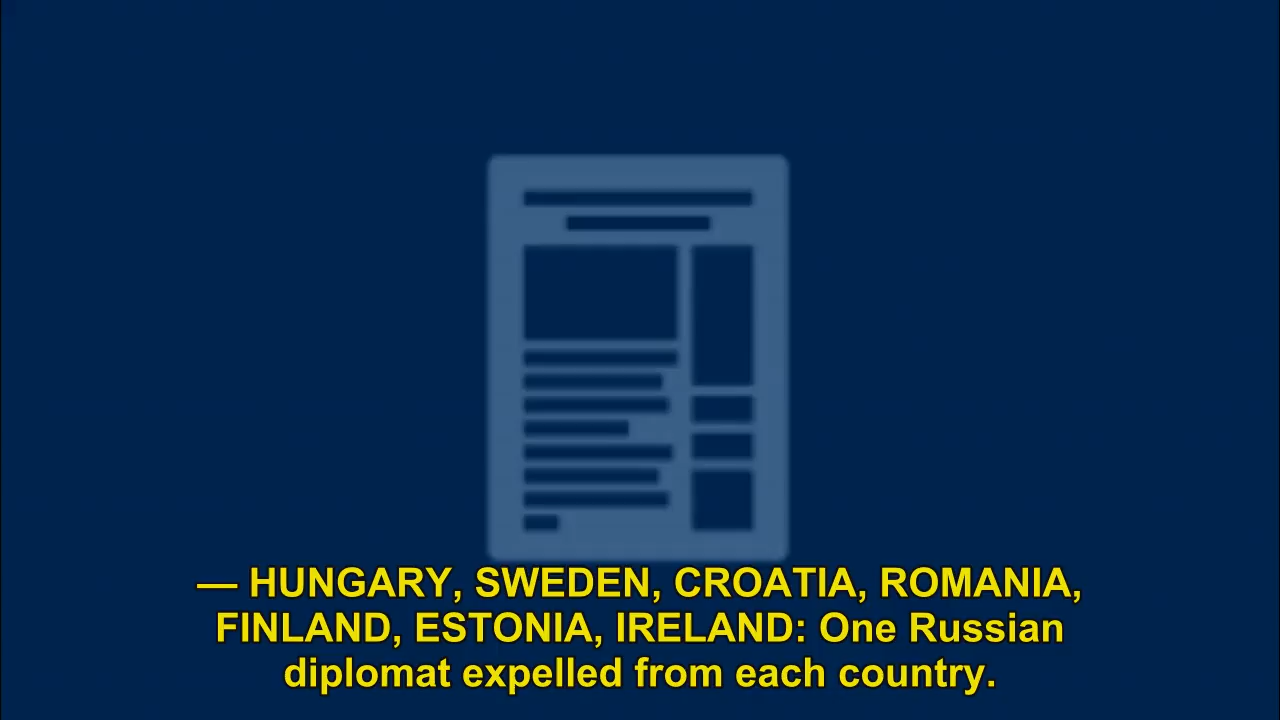 — HUNGARY, SWEDEN, CROATIA, ROMANIA,
FINLAND, ESTONIA, IRELAND: One Russian
diplomat expelled from each country.